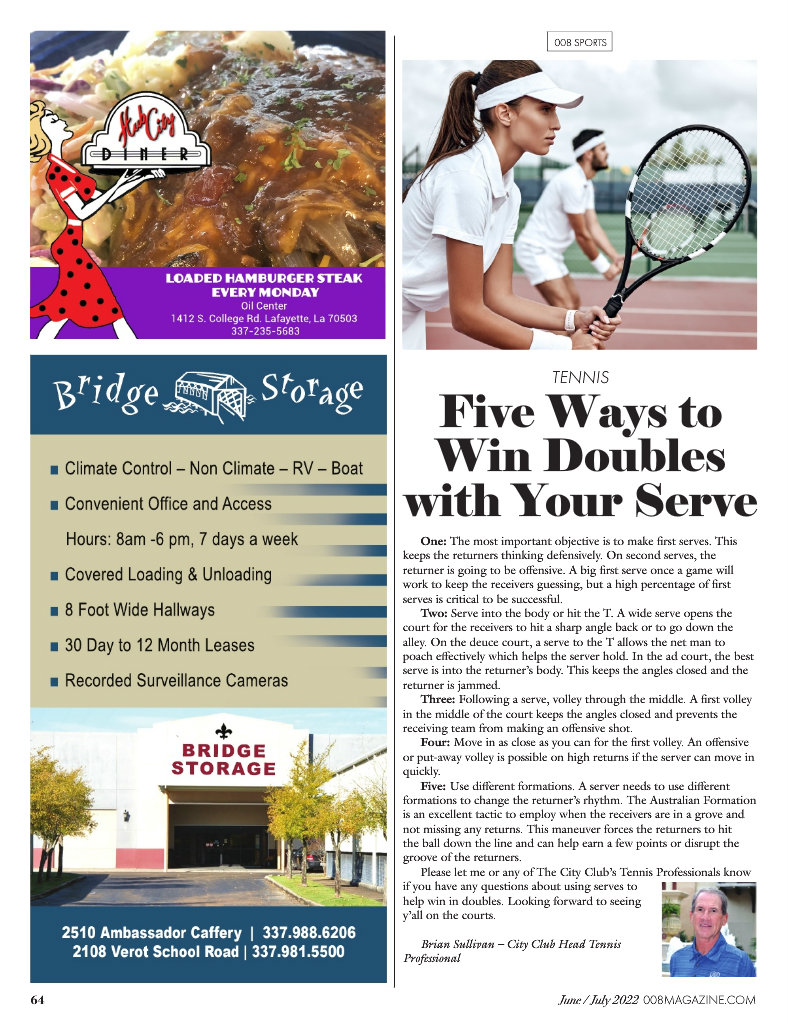 Hub City
DINER
LOADED HAMBURGER STEAK
EVERY MONDAY
Oil Center
1412 S. College Rd. Lafayette, La 70503
337-235-5683
Bridge Storage
Climate Control – Non Climate – RV – Boat
Convenient Office and Access
Hours: 8am -6 pm, 7 days a week
Covered Loading & Unloading
8 Foot Wide Hallways
30 Day to 12 Month Leases
Recorded Surveillance Cameras
BRIDGE
STORAGE
2510 Ambassador Caffery | 337.988.6206
2108 Verot School Road | 337.981.5500
008 SPORTS
TENNIS
Five Ways to
Win Doubles
with Your Serve
One: The most important objective is to make first serves. This
keeps the returners thinking defensively. On second serves, the
returner is going to be offensive. A big first serve once a game will
work to keep the receivers guessing, but a high percentage of first
serves is critical to be successful.
Two: Serve into the body or hit the T. A wide serve opens the
court for the receivers to hit a sharp angle back or to go down the
alley. On the deuce court, a serve to the T allows the net man to
poach effectively which helps the server hold. In the ad court, the best
serve is into the returner's body. This keeps the angles closed and the
returner is jammed.
Three: Following a serve, volley through the middle. A first volley
in the middle of the court keeps the angles closed and prevents the
receiving team from making an offensive shot.
Four: Move in as close as you can for the first volley. An offensive
or put-away volley is possible on high returns if the server can move in
quickly.
Five: Use different formations. A server needs to use different
formations to change the returner's rhythm. The Australian Formation
is an excellent tactic to employ when the receivers are in a grove and
not missing any returns. This maneuver forces the returners to hit
the ball down the line and can help earn a few points or disrupt the
groove of the returners.
Please let me or any of The City Club's Tennis Professionals know
if you have any questions about using serves to
help win in doubles. Looking forward to seeing
y'all on the courts.
Brian Sullivan – City Club Head Tennis
Professional
64
June / July 2022 008MAGAZINE.COM